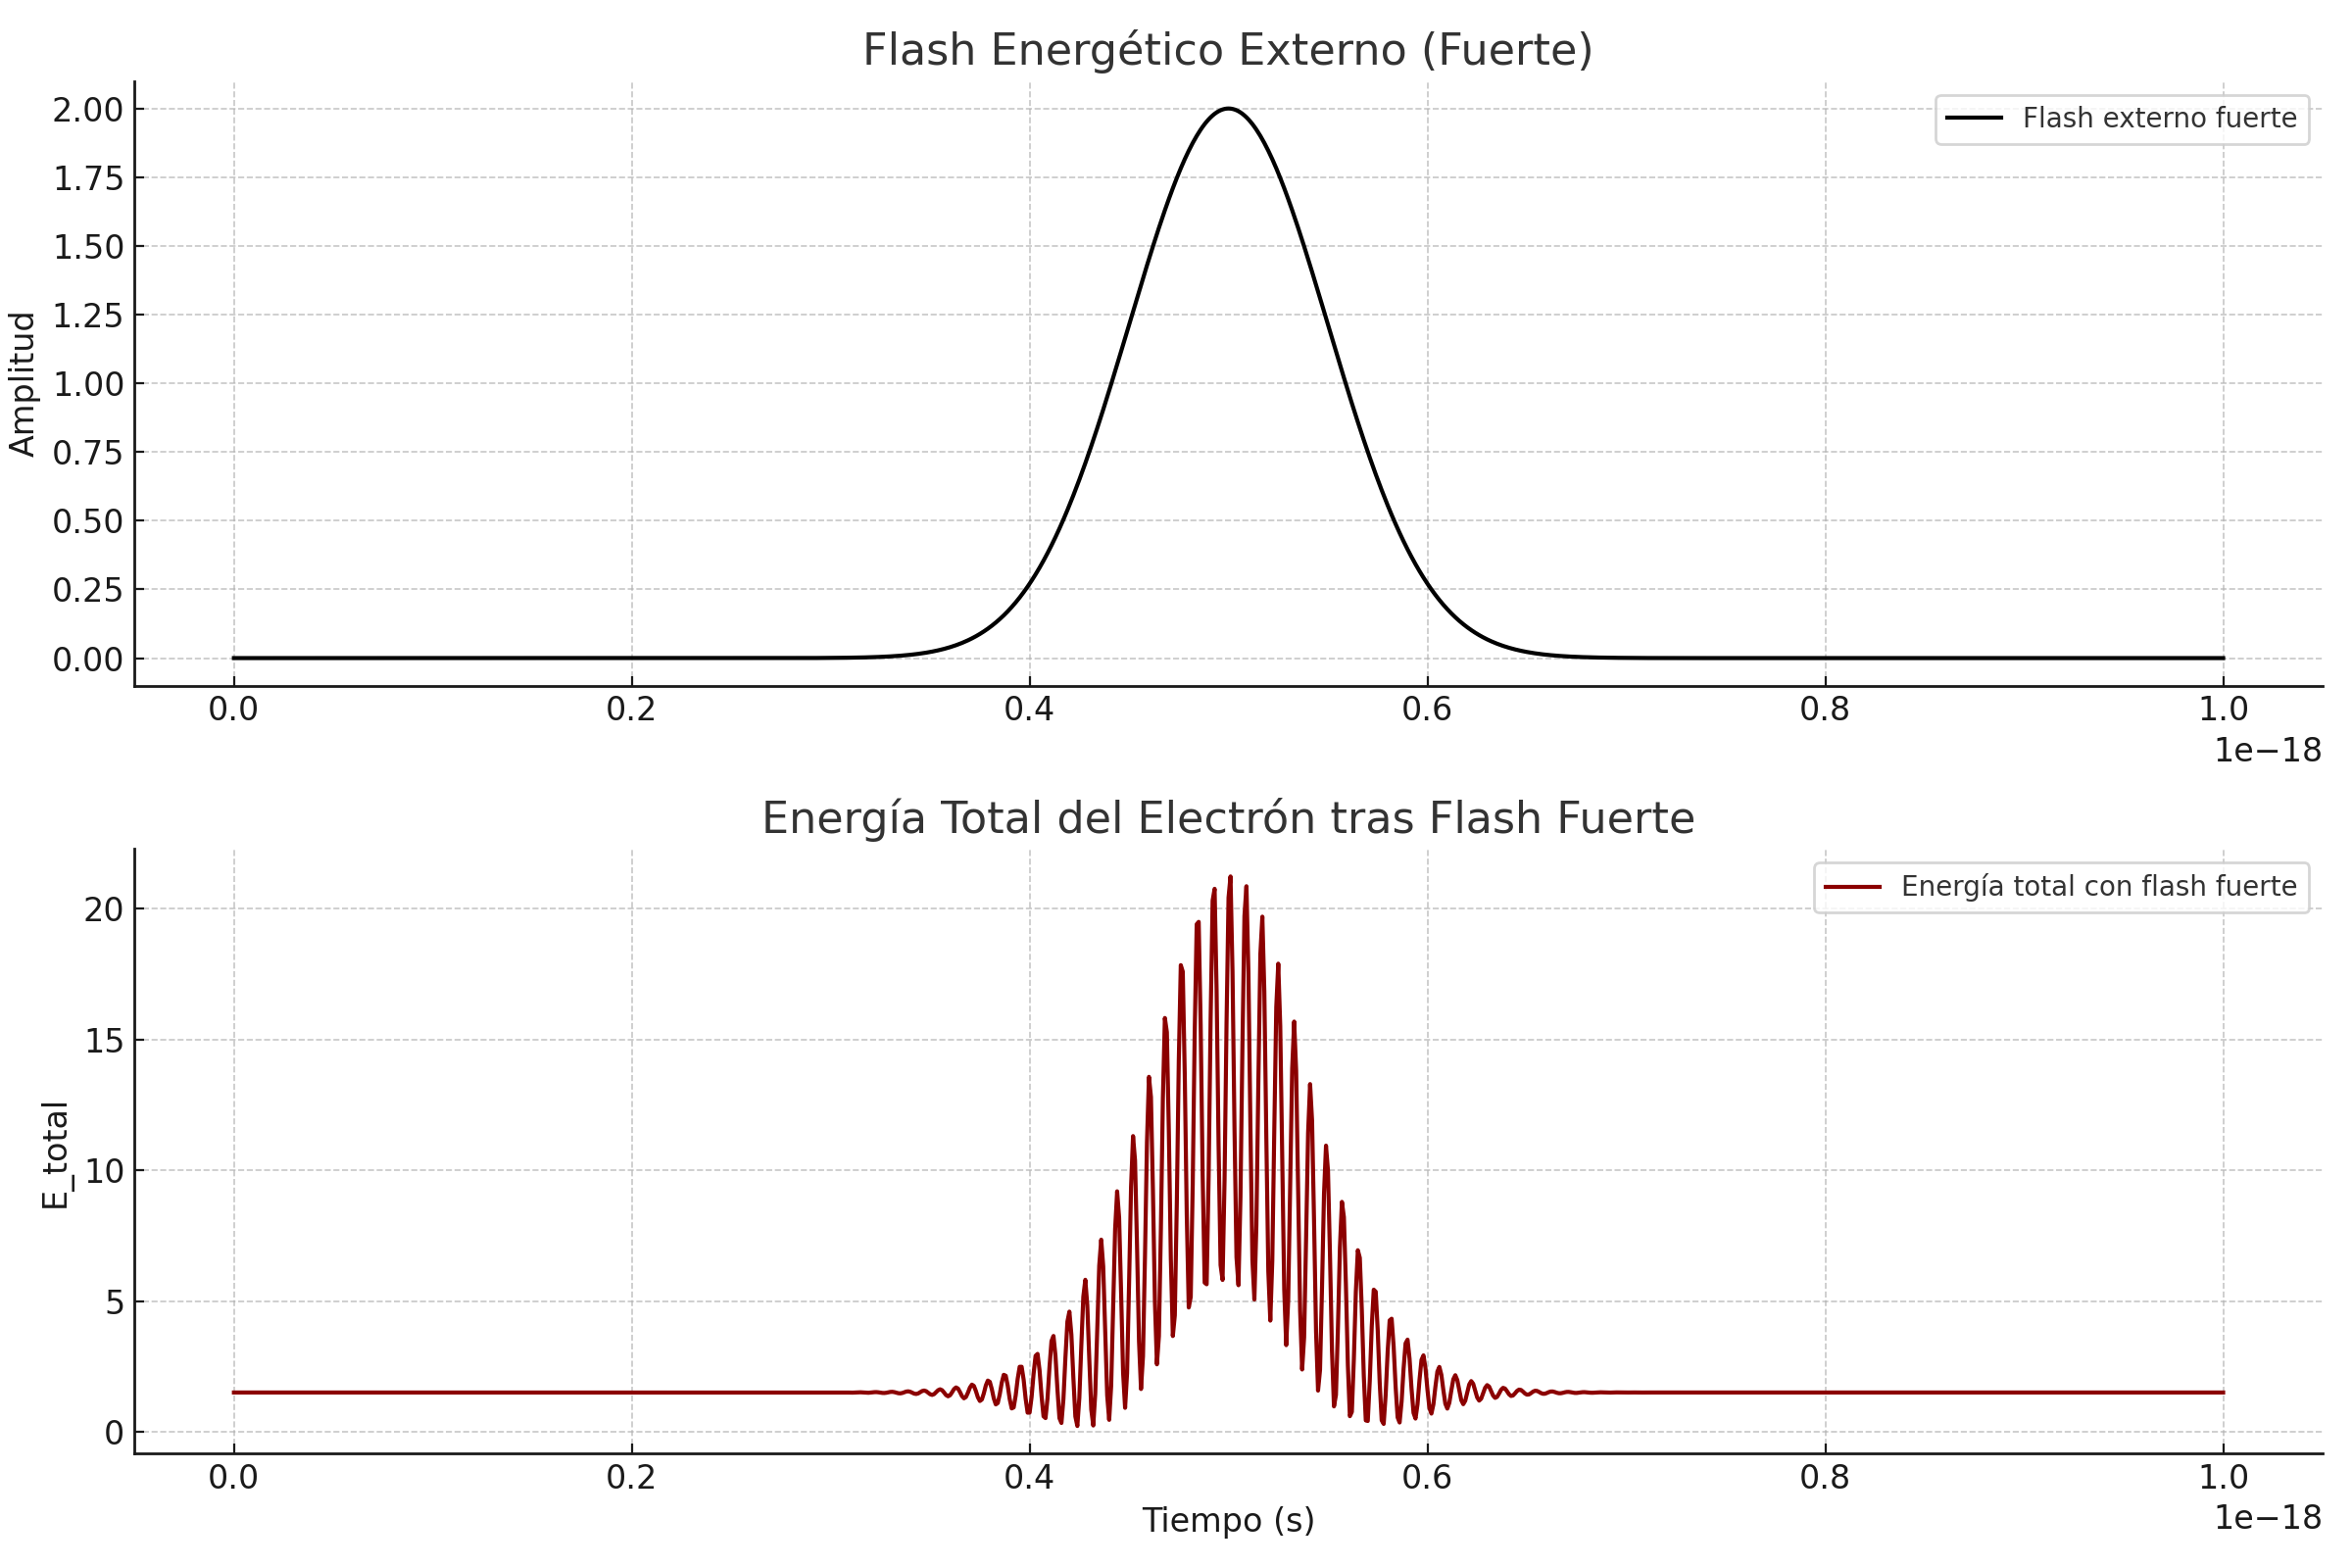 Flash Energético Externo (Fuerte)
Flash externo fuerte
Amplitud
2.00
1.75
1.50
1.25
1.00
0.75
0.50
0.25
0.00
0.0 0.2 0.4 0.6 0.8 1.0
1e−18
Energía Total del Electrón tras Flash Fuerte
Energía total con flash fuerte
E_total
20
15
10
5
0
0.0 0.2 0.4 0.6 0.8 1.0
1e−18
Tiempo (s)